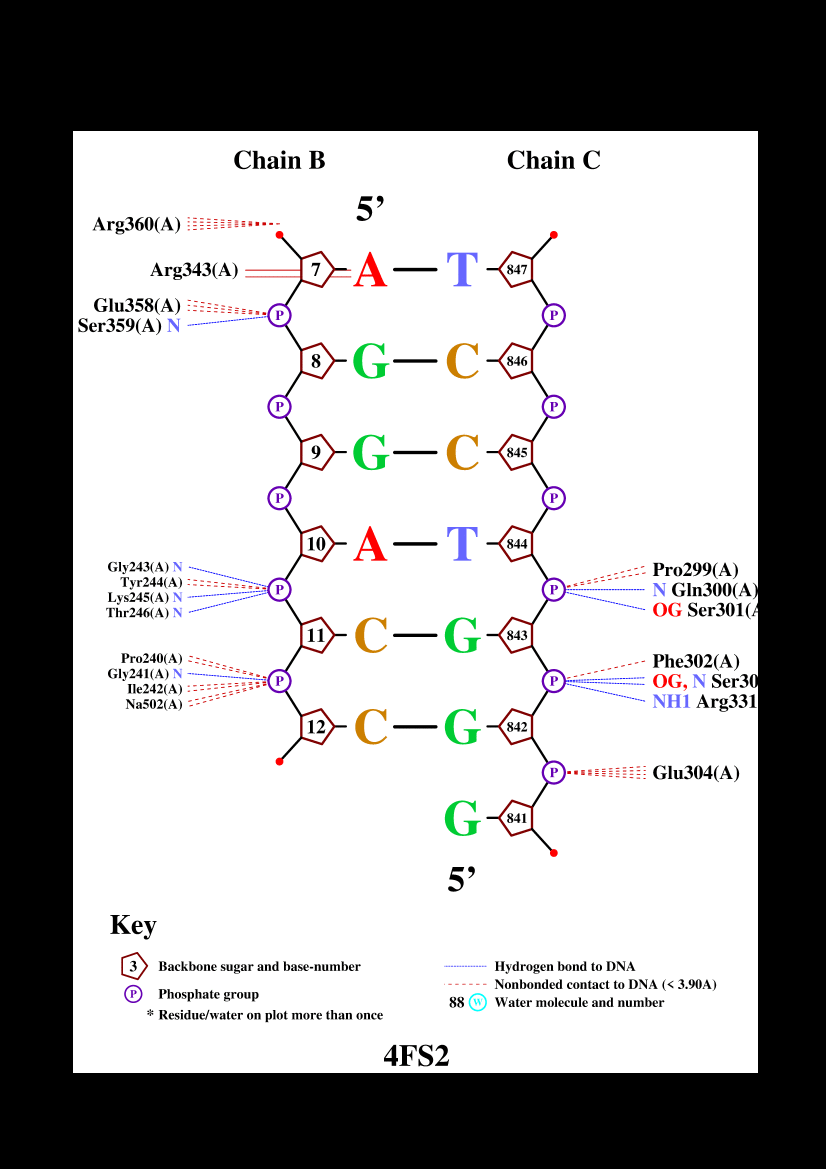 Chain B Chain C
5’
Arg360(A)
Arg343(A) 7 A T 847
Glu358(A)
Ser359(A) N P P
8 G C 846
P P
9 G C 845
P P
10 A T 844
Gly243(A) N
Tyr244(A)
Lys245(A) N
Thr246(A) N
P P
Pro299(A)
N Gln300(A)
OG Ser301(A
11 C G 843
Pro240(A)
Gly241(A) N
Ile242(A)
Na502(A)
P P
Phe302(A)
OG, N Ser30
NH1 Arg331
12 C G 842
P Glu304(A)
G 841
5’
Key
3 Backbone sugar and base-number
P Phosphate group
* Residue/water on plot more than once
Hydrogen bond to DNA
Nonbonded contact to DNA (< 3.90A)
88 W Water molecule and number
4FS2